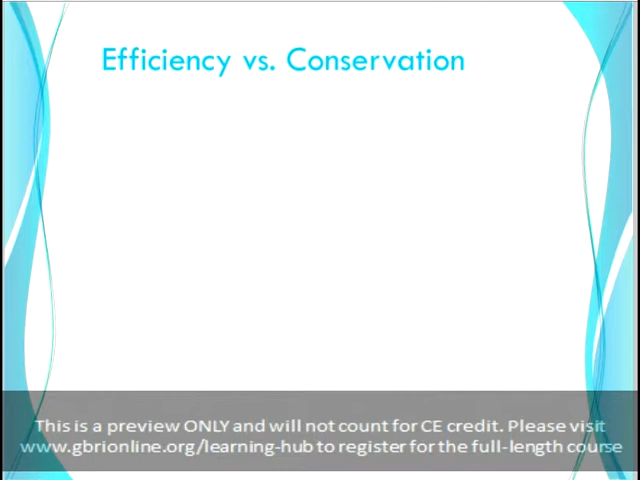 Efficiency vs. Conservation
This is a preview ONLY and will not count for CE credit. Please visit
www.gbrionline.org/learning-hub to register for the full-length course